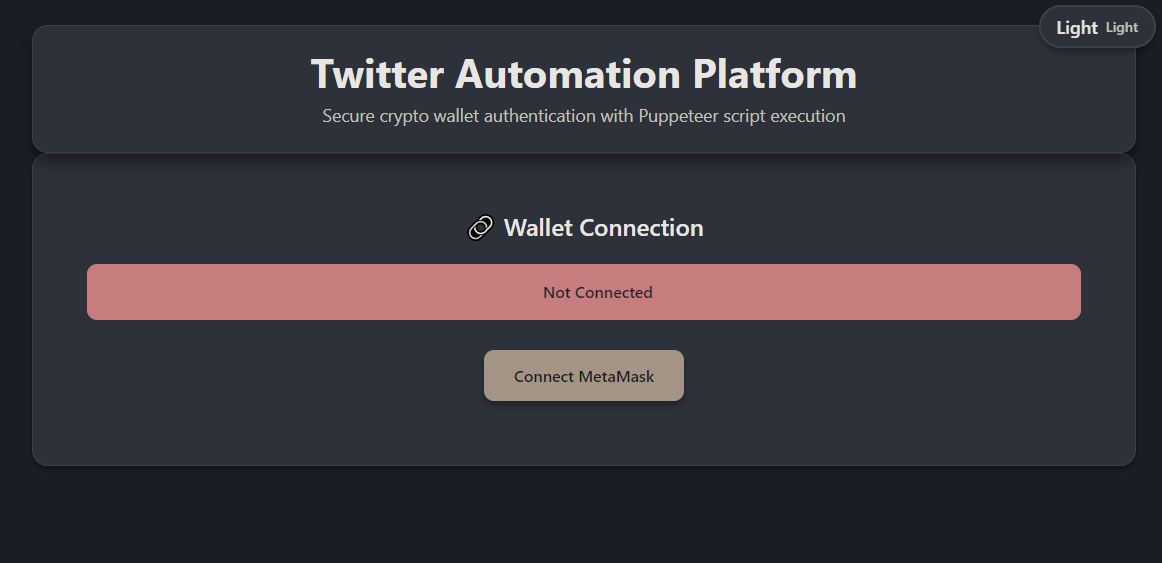 Light Light
Twitter Automation Platform
Secure crypto wallet authentication with Puppeteer script execution
Wallet Connection
Not Connected
Connect MetaMask